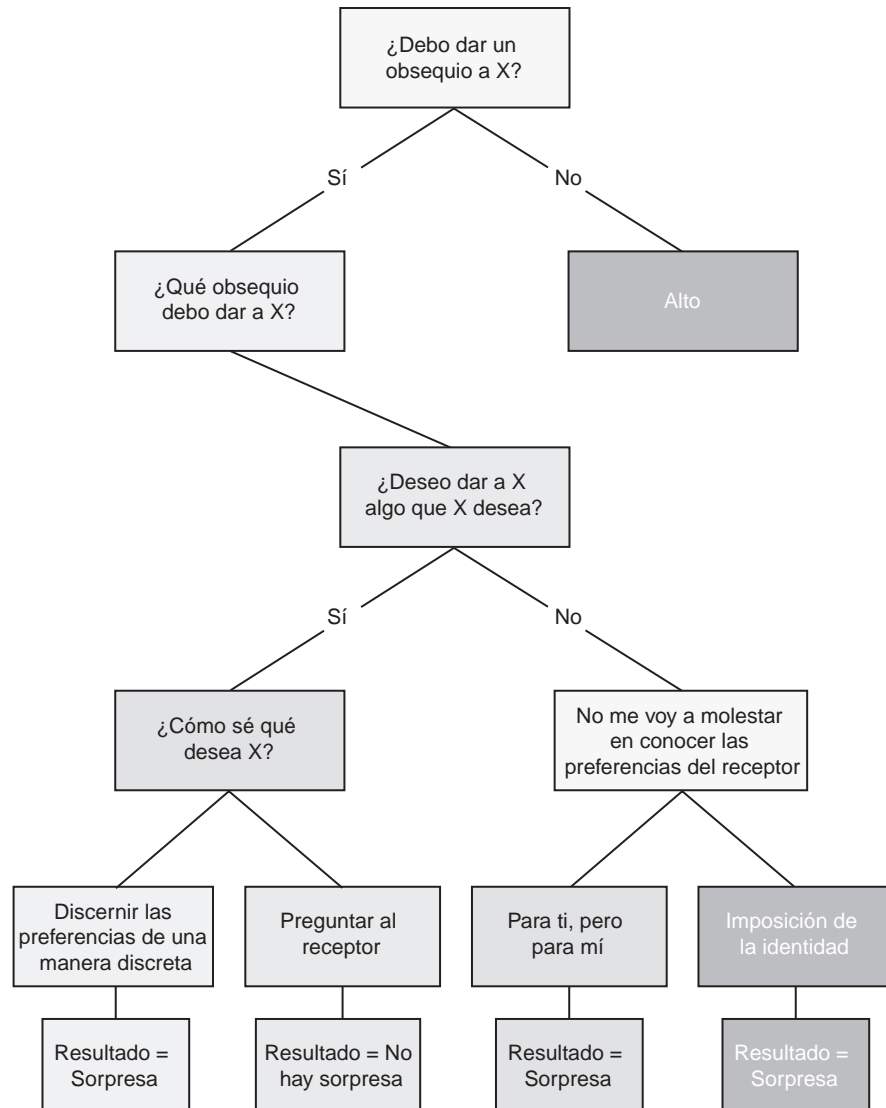 ¿Debo dar un
obsequio a X?
Sí
No
¿Qué obsequio
debo dar a X?
Alto
¿Deseo dar a X
algo que X desea?
Sí
No
¿Cómo sé qué
desea X?
No me voy a molestar
en conocer las
preferencias del receptor
Discernir las
preferencias de una
manera discreta
Preguntar al
receptor
Para ti, pero
para mí
Imposición de
la identidad
Resultado =
Sorpresa
Resultado = No
hay sorpresa
Resultado =
Sorpresa
Resultado =
Sorpresa